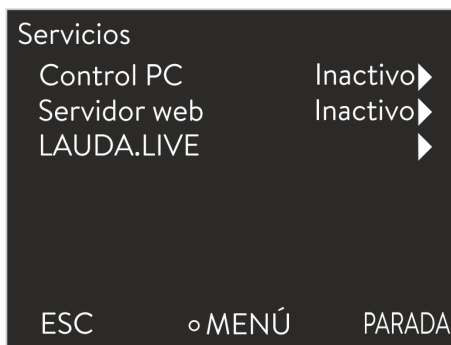 Servicios
Control PC Inactivo
Servidor web Inactivo
LAUDA.LIVE
ESC MENÚ PARADA